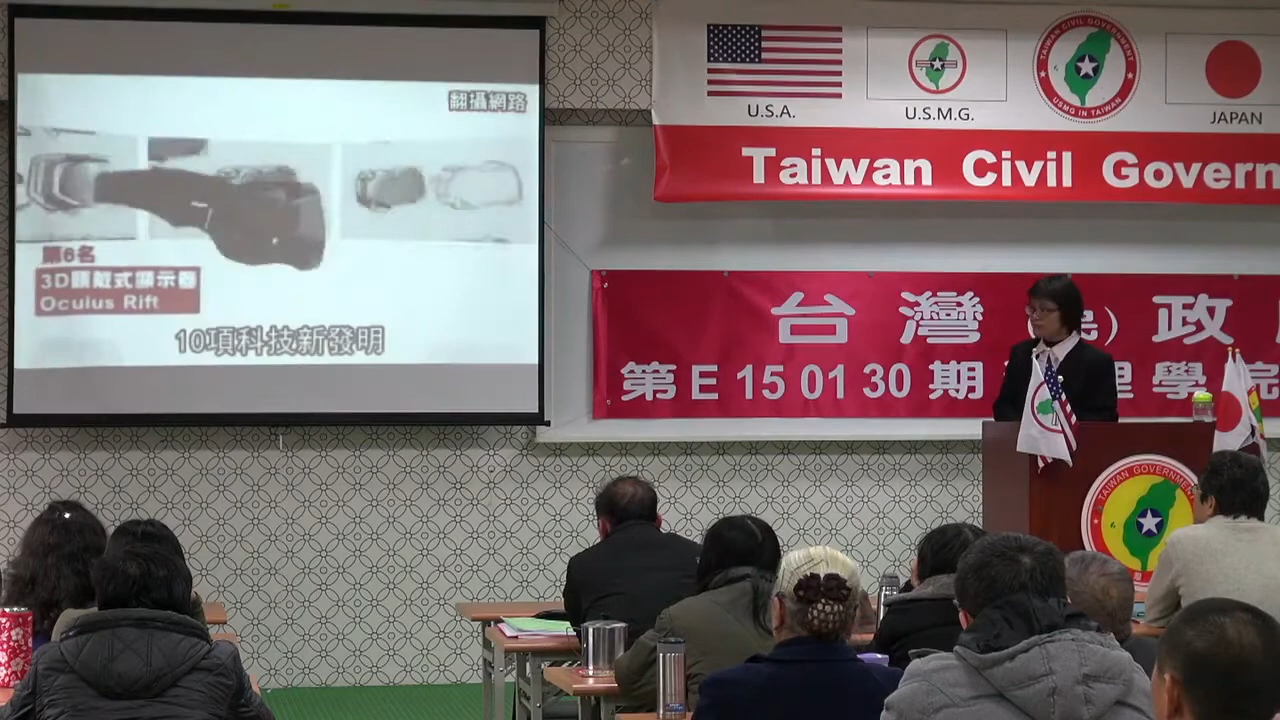 翻攝網路
第6名
3D頭戴式顯示器
Oculus Rift
10項科技新發明
U.S.A.
U.S.M.G.
TAIWAN CIVIL GOVERNMENT
USMG IN TAIWAN
JAPAN
Taiwan Civil Govern
台灣(民)政
第E 15 01 30 期
理學院
TAIWAN GOVERNMENT